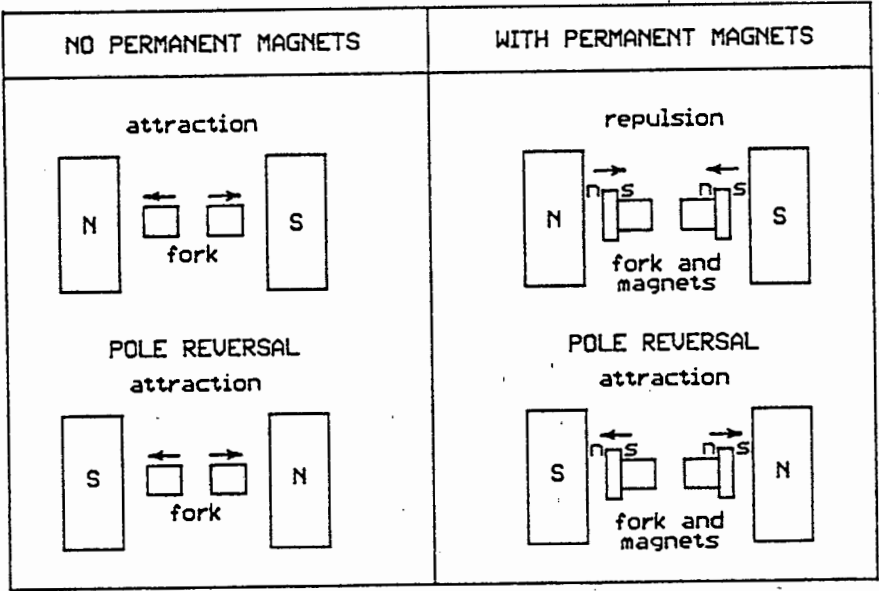 NO PERMANENT MAGNETS
attraction
N
S
fork
POLE REVERSAL
attraction
S
N
fork
WITH PERMANENT MAGNETS
repulsion
n s
n s
N
S
fork and
magnets
POLE REVERSAL
attraction
n s
n s
S
N
fork and
magnets